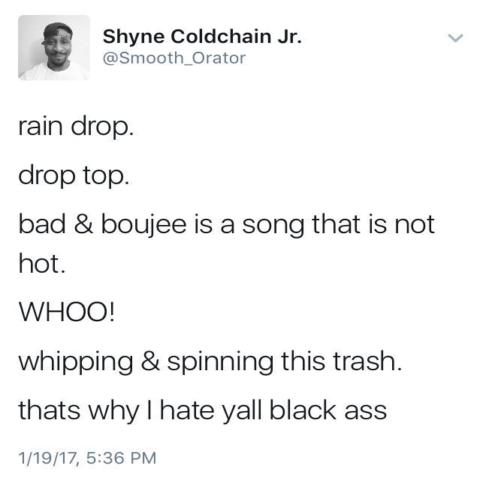 Shyne Coldchain Jr.
@Smooth_Orator
rain drop.
drop top.
bad & boujee is a song that is not
hot.
WHOO!
whipping & spinning this trash.
thats why I hate yall black ass
1/19/17, 5:36 PM